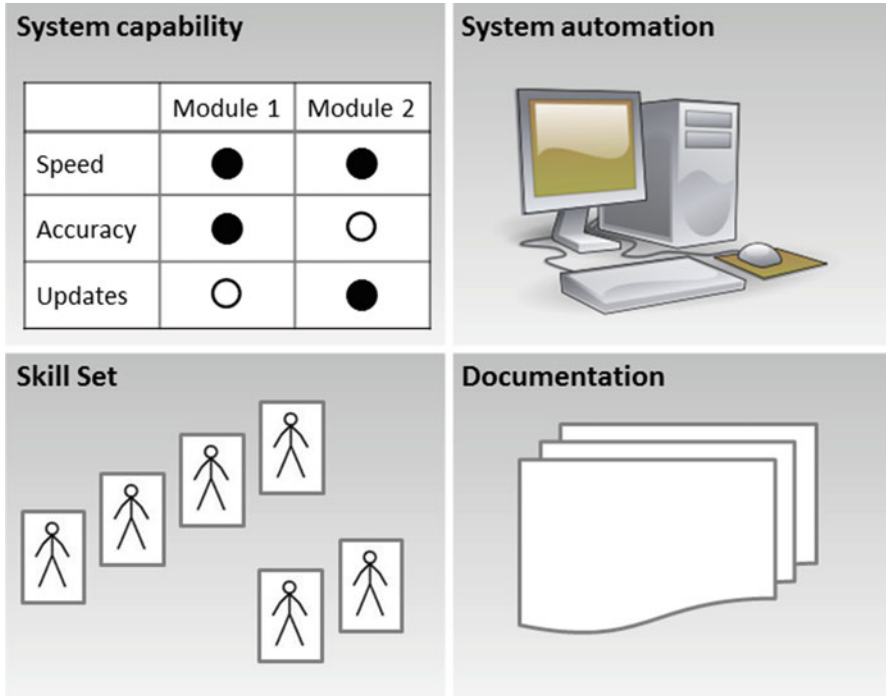 System capability
Module 1 Module 2
Speed
Accuracy
Updates
System automation
Skill Set
Documentation